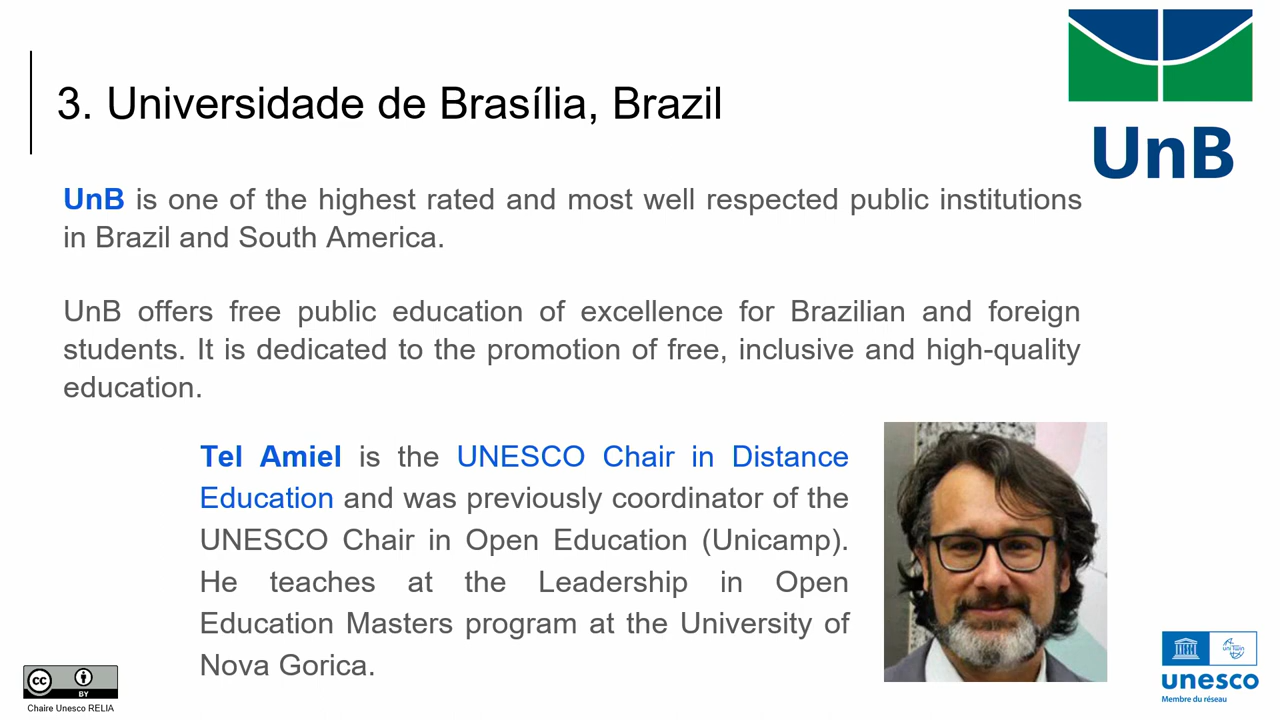 3. Universidade de Brasília, Brazil
UnB
UnB is one of the highest rated and most well respected public institutions
in Brazil and South America.
UnB offers free public education of excellence for Brazilian and foreign
students. It is dedicated to the promotion of free, inclusive and high-quality
education.
Tel Amiel is the UNESCO Chair in Distance
Education and was previously coordinator of the
UNESCO Chair in Open Education (Unicamp).
He teaches at the Leadership in Open
Education Masters program at the University of
Nova Gorica.
cc BY
Chaire Unesco RELIA
uni Twin
unesco
Membre du réseau